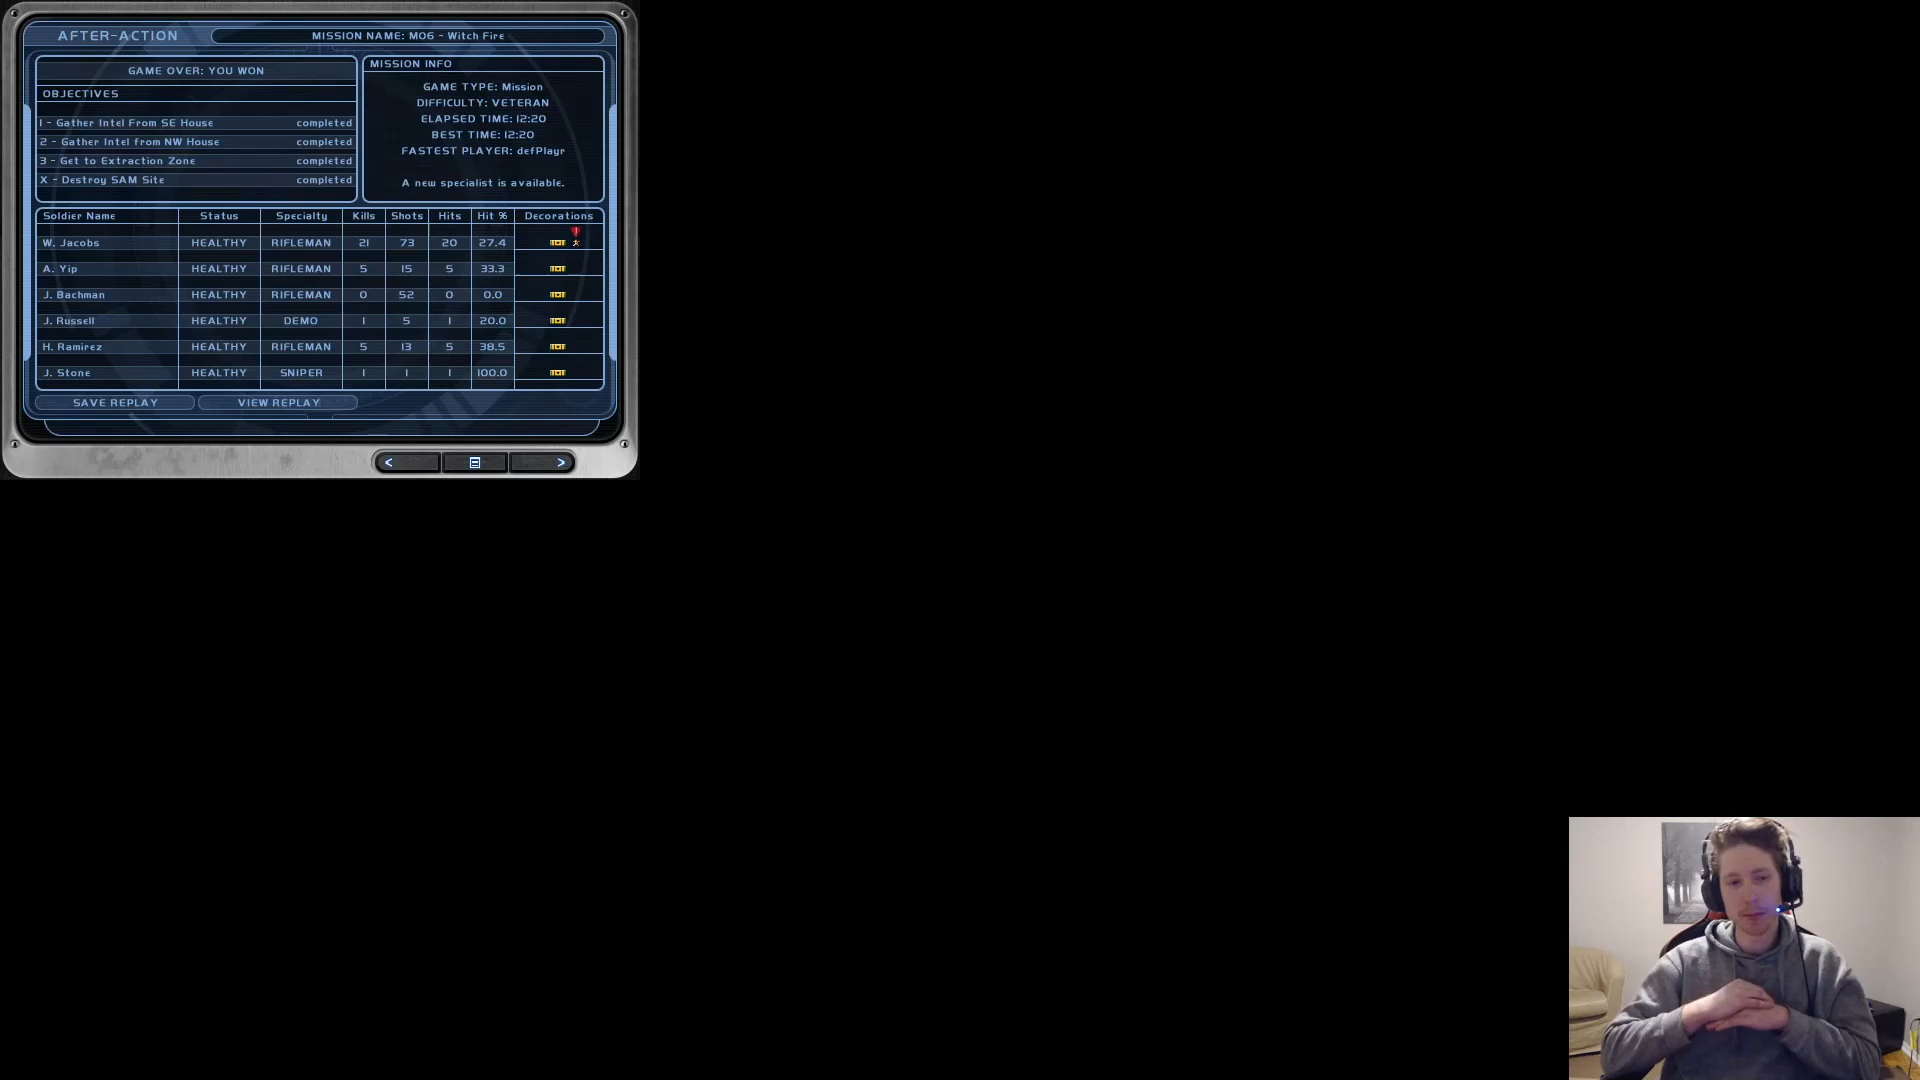 AFTER-ACTION
MISSION NAME: M06 - Witch Fire
GAME OVER: YOU WON
OBJECTIVES
1 - Gather Intel From SE House completed
2 - Gather Intel from NW House completed
3 - Get to Extraction Zone completed
X - Destroy SAM Site completed
MISSION INFO
GAME TYPE: Mission
DIFFICULTY: VETERAN
ELAPSED TIME: 12:20
BEST TIME: 12:20
FASTEST PLAYER: defPlayr
A new specialist is available.
Soldier Name Status Specialty Kills Shots Hits Hit % Decorations
W. Jacobs HEALTHY RIFLEMAN 21 73 20 27.4
A. Yip HEALTHY RIFLEMAN 5 15 5 33.3
J. Bachman HEALTHY RIFLEMAN 0 52 0 0.0
J. Russell HEALTHY DEMO 1 5 1 20.0
H. Ramirez HEALTHY RIFLEMAN 5 13 5 38.5
J. Stone HEALTHY SNIPER 1 1 1 100.0
SAVE REPLAY VIEW REPLAY
< >